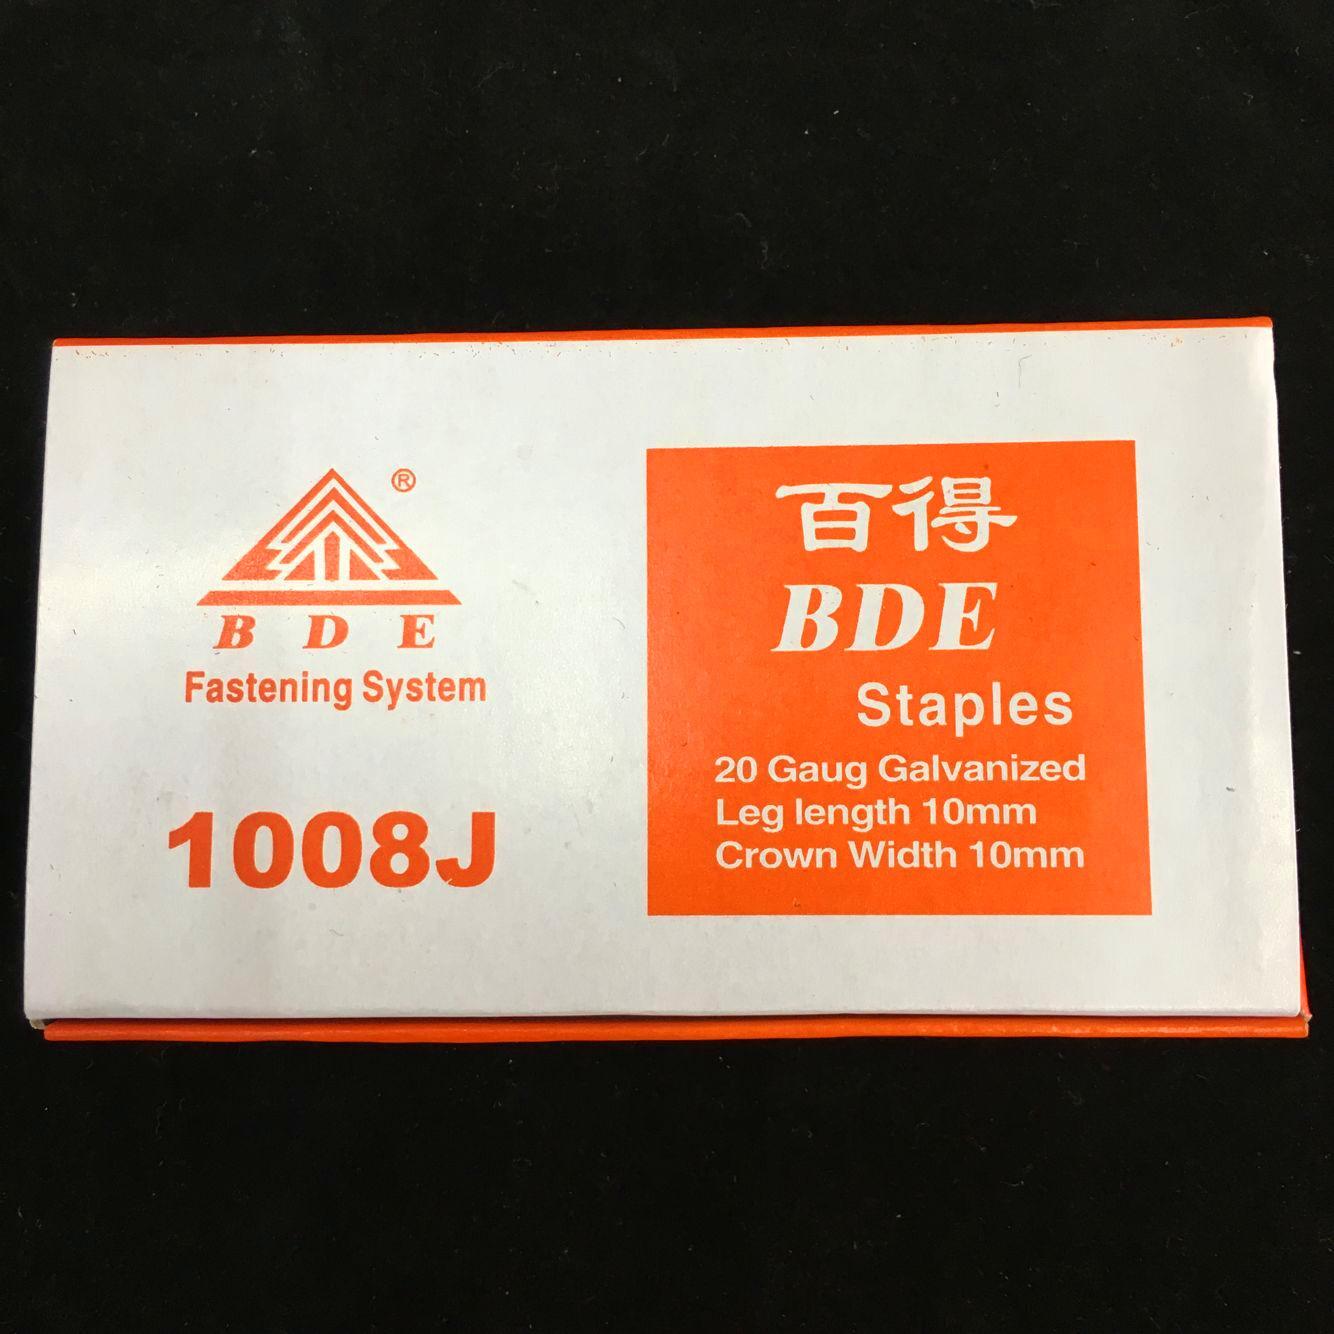 ®
B D E
Fastening System
1008J
百得
BDE
Staples
20 Gaug Galvanized
Leg length 10mm
Crown Width 10mm